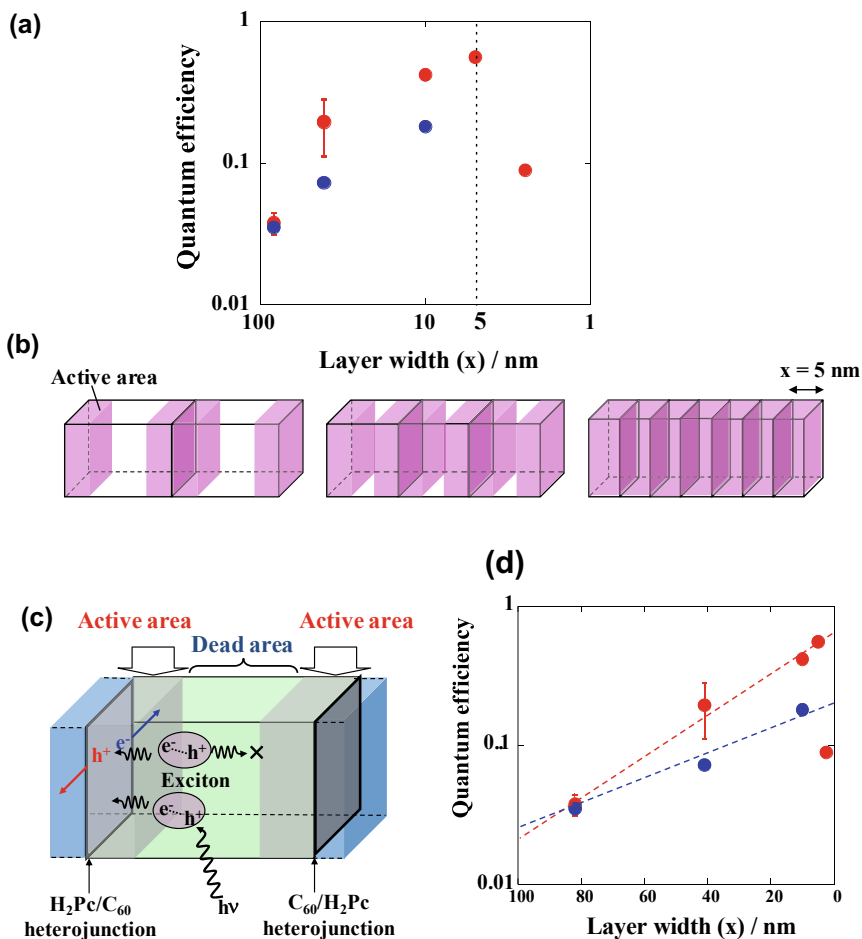 (a)
Quantum efficiency
1
0.1
0.01
100
10
5
1
Layer width (x) / nm
(b)
Active area
x = 5 nm
(c)
Active area
Active area
Dead area
e⁻
h⁺
e⁻ h⁺
Exciton
e⁻ h⁺
hν
H₂Pc/C₆₀
heterojunction
C₆₀/H₂Pc
heterojunction
(d)
Quantum efficiency
1
0.1
0.01
100 80 60 40 20 0
Layer width (x) / nm